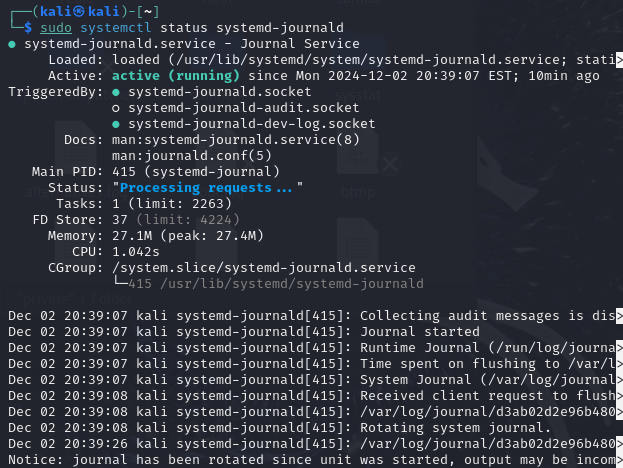 ┌──(kali㉿kali)-[~]
└─$ sudo systemctl status systemd-journald
● systemd-journald.service - Journal Service
     Loaded: loaded (/usr/lib/systemd/system/systemd-journald.service; stati>
     Active: active (running) since Mon 2024-12-02 20:39:07 EST; 10min ago
TriggeredBy: ● systemd-journald.socket
             ○ systemd-journald-audit.socket
             ● systemd-journald-dev-log.socket
       Docs: man:systemd-journald.service(8)
             man:journald.conf(5)
   Main PID: 415 (systemd-journal)
     Status: "Processing requests..."
      Tasks: 1 (limit: 2263)
   FD Store: 37 (limit: 4224)
     Memory: 27.1M (peak: 27.4M)
        CPU: 1.042s
     CGroup: /system.slice/systemd-journald.service
             └─415 /usr/lib/systemd/systemd-journald
Dec 02 20:39:07 kali systemd-journald[415]: Collecting audit messages is dis>
Dec 02 20:39:07 kali systemd-journald[415]: Journal started
Dec 02 20:39:07 kali systemd-journald[415]: Runtime Journal (/run/log/journa>
Dec 02 20:39:07 kali systemd-journald[415]: Time spent on flushing to /var/l>
Dec 02 20:39:07 kali systemd-journald[415]: System Journal (/var/log/journal>
Dec 02 20:39:08 kali systemd-journald[415]: Received client request to flush>
Dec 02 20:39:08 kali systemd-journald[415]: /var/log/journal/d3ab02d2e96b480>
Dec 02 20:39:08 kali systemd-journald[415]: Rotating system journal.
Dec 02 20:39:26 kali systemd-journald[415]: /var/log/journal/d3ab02d2e96b480>
Notice: journal has been rotated since unit was started, output may be incom>